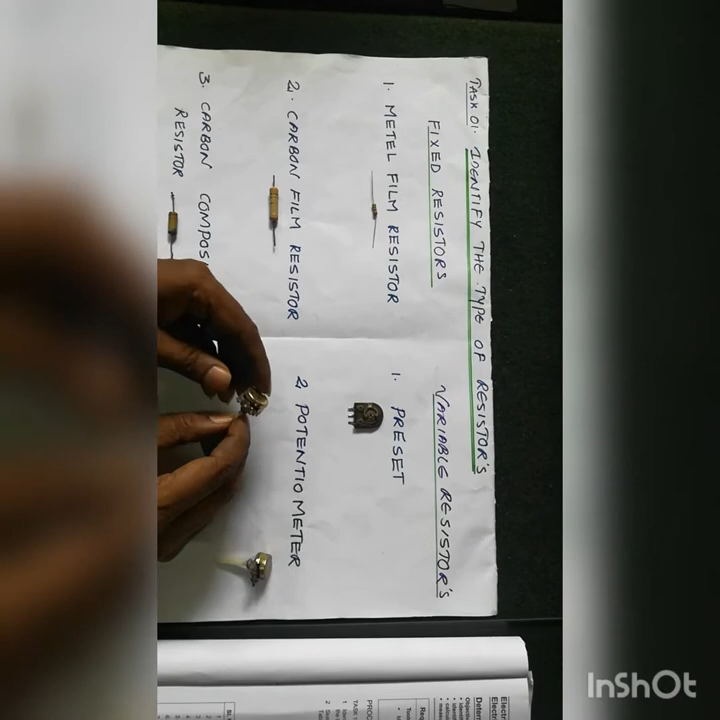 TASK 01. IDENTIFY THE TYPE OF RESISTOR'S
FIXED RESISTORS
1. METEL FILM RESISTOR
2. CARBON FILM RESISTOR
3. CARBON COMPOS
RESISTOR
VARIABLE RESISTOR'S
1. PRESET
2. POTENTIO METER
InShOt